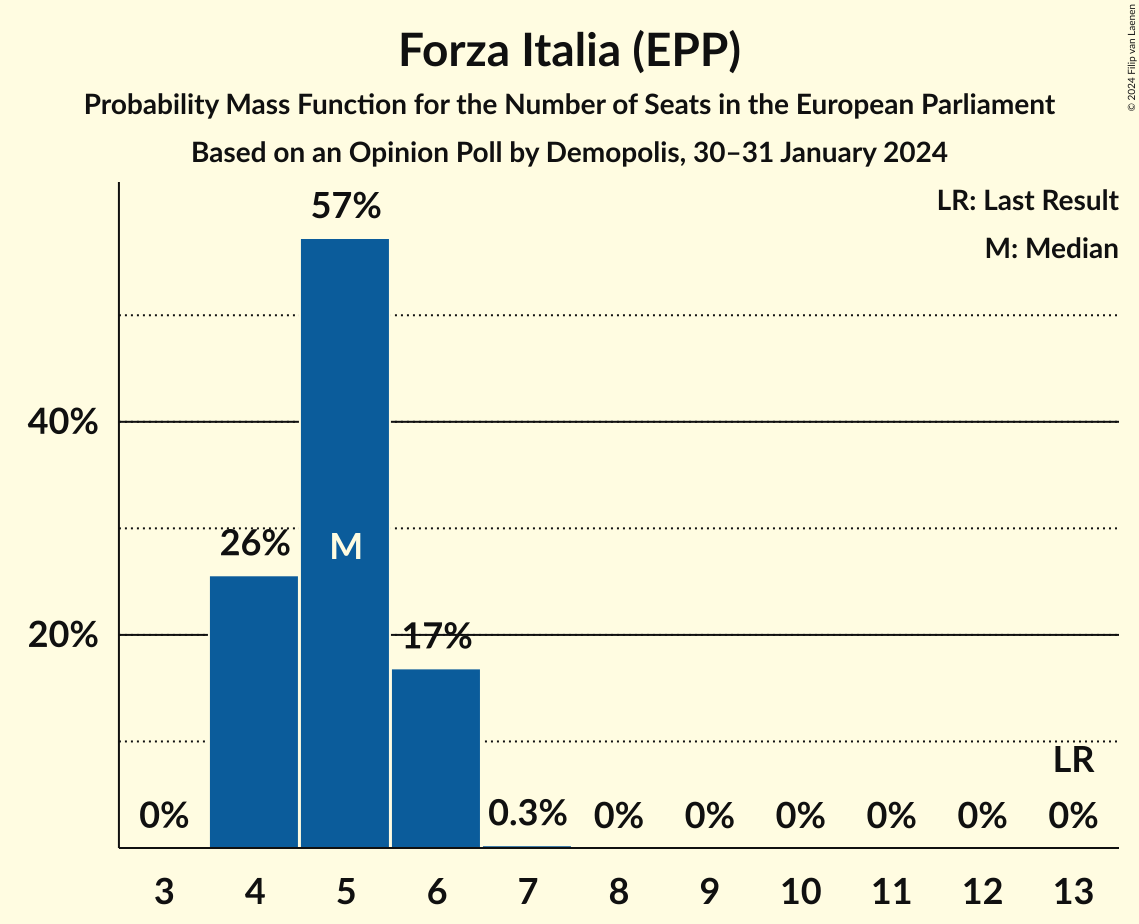 Forza Italia (EPP)
Probability Mass Function for the Number of Seats in the European Parliament
Based on an Opinion Poll by Demopolis, 30–31 January 2024
© 2024 Filip van Laenen
LR: Last Result
M: Median
57%
40%
26%
M
20%
17%
LR
0%
0.3%
0%
0%
0%
0%
0%
0%
3 4 5 6 7 8 9 10 11 12 13